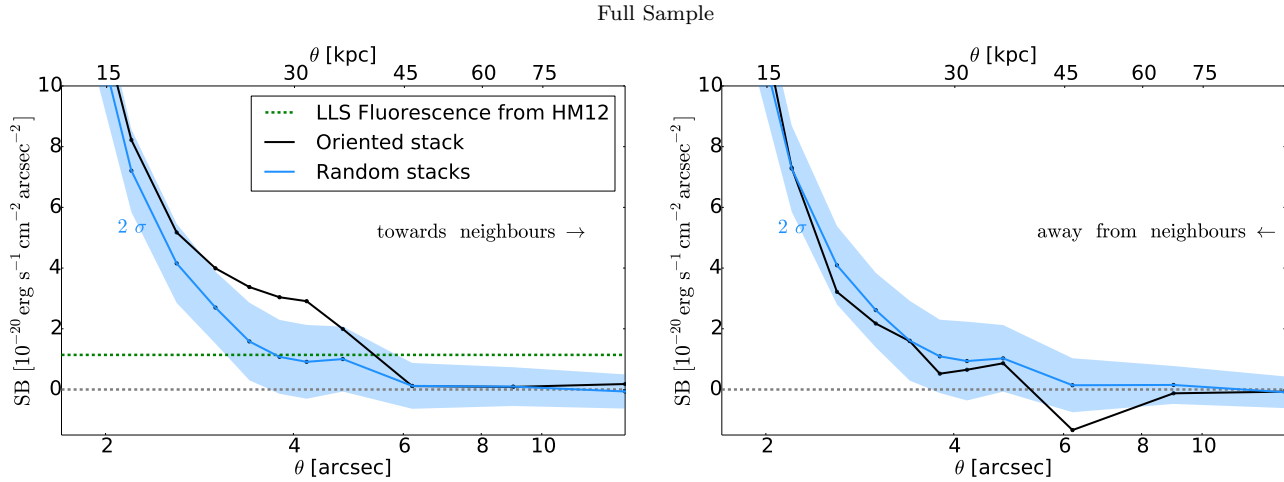 Full Sample
θ [kpc]
15 30 45 60 75
10
8
6
4
2
0
SB [10⁻²⁰ erg s⁻¹ cm⁻² arcsec⁻²]
LLS Fluorescence from HM12
Oriented stack
Random stacks
2 σ
towards neighbours →
2 4 6 8 10
θ [arcsec]
θ [kpc]
15 30 45 60 75
10
8
6
4
2
0
SB [10⁻²⁰ erg s⁻¹ cm⁻² arcsec⁻²]
2 σ
away from neighbours ←
2 4 6 8 10
θ [arcsec]